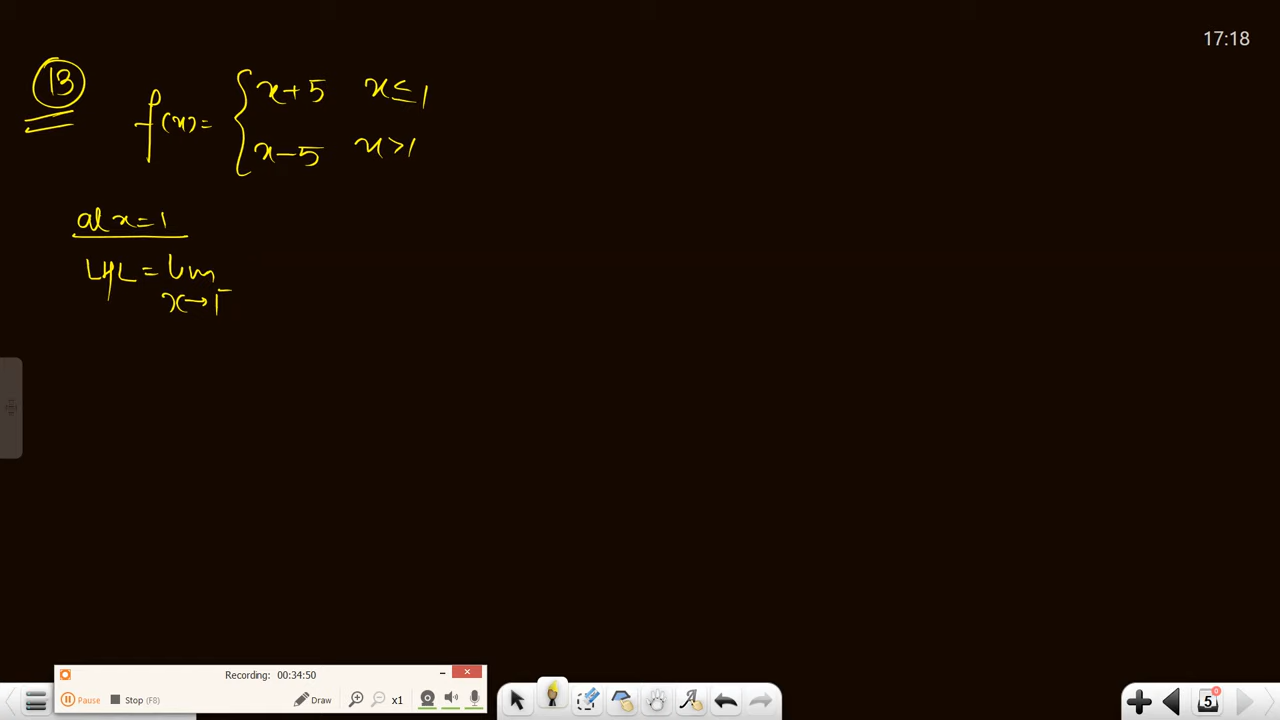 17:18
13
f(x)= { x+5 x≤1
x-5 x>1
at x=1
LHL = lim
x→1⁻
Recording: 00:34:50
Pause Stop (F8) Draw x1
5